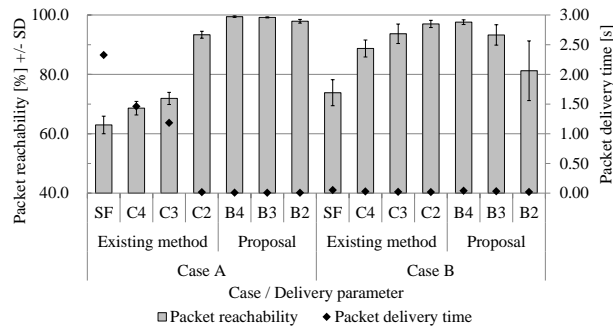 Packet reachability [%] +/- SD
100.0
80.0
60.0
40.0
3.00
2.50
2.00
1.50
1.00
0.50
0.00
Packet delivery time [s]
SF C4 C3 C2 B4 B3 B2 SF C4 C3 C2 B4 B3 B2
Existing method Proposal Existing method Proposal
Case A Case B
Case / Delivery parameter
Packet reachability Packet delivery time